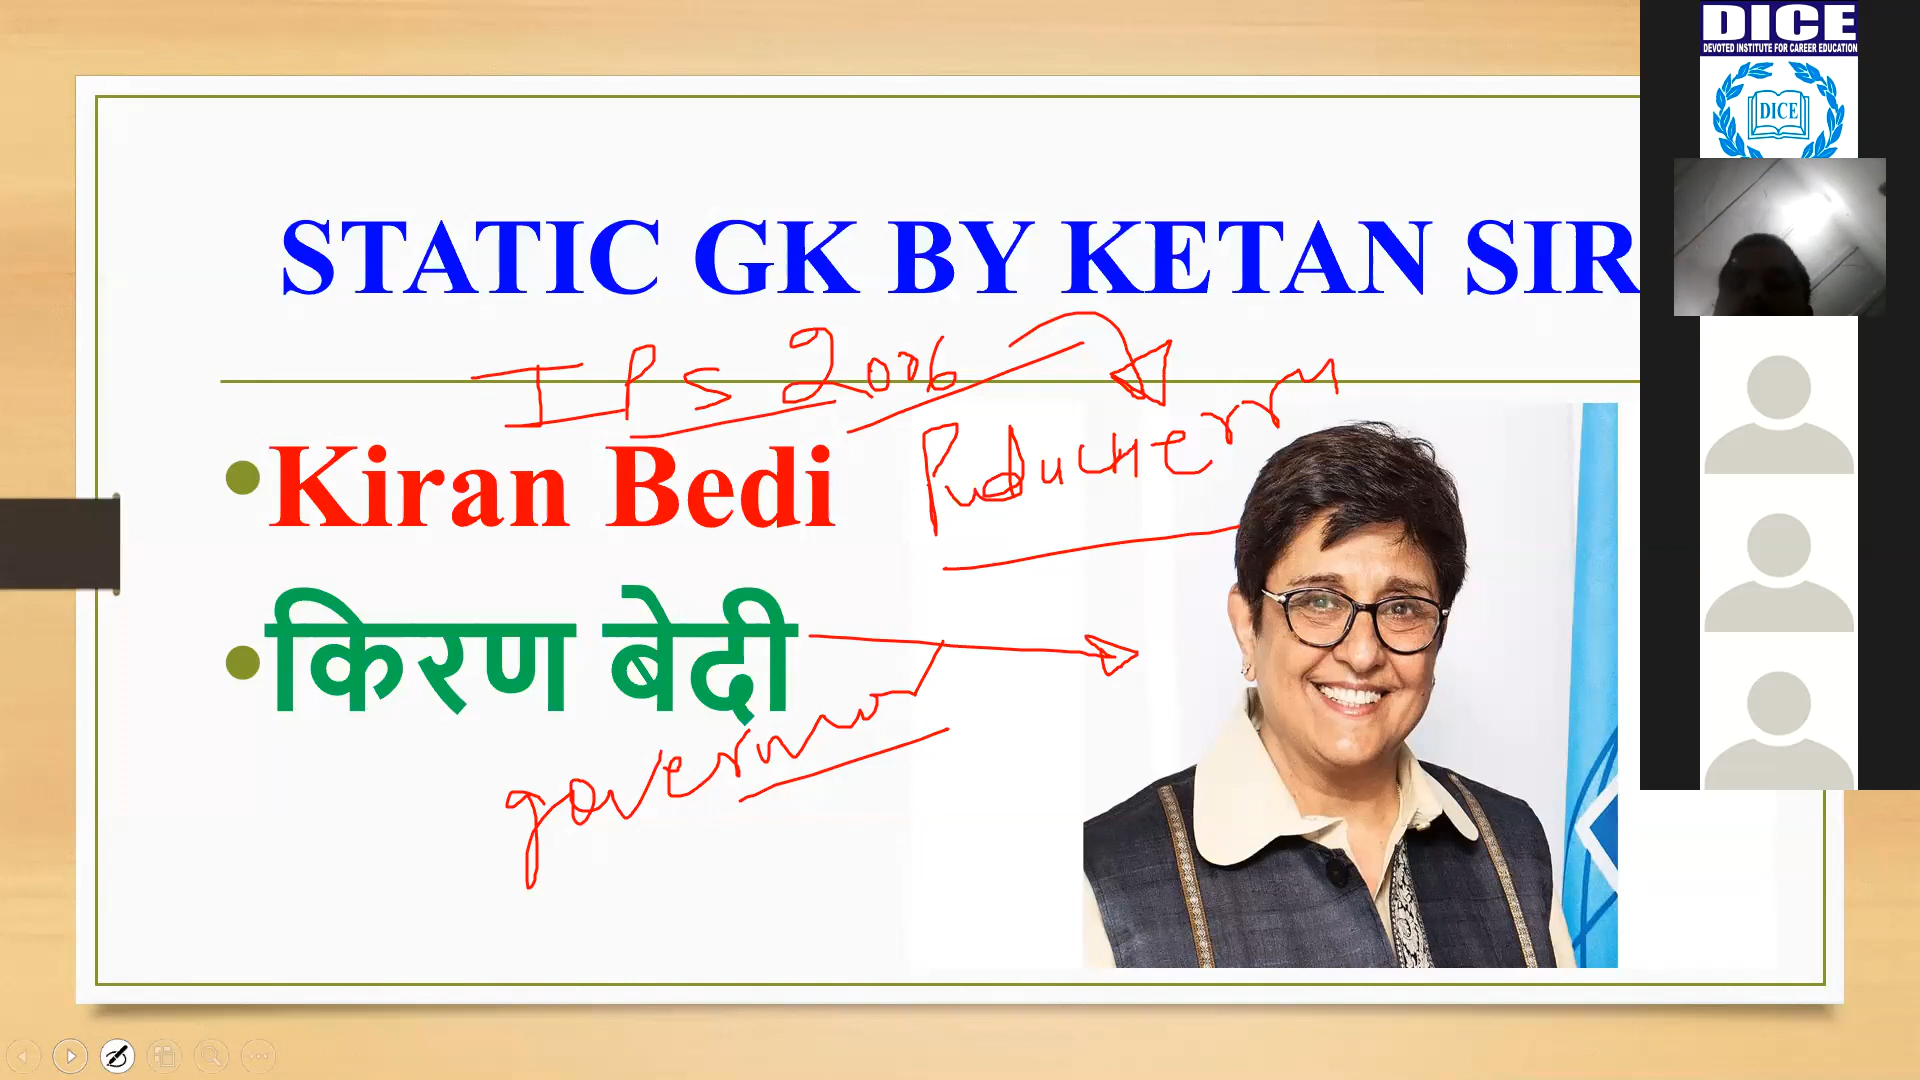 DICE
DEVOTED INSTITUTE FOR CAREER EDUCATION
DICE
STATIC GK BY KETAN SIR
IPS 2006
Puducherry
Kiran Bedi
किरण बेदी
governor